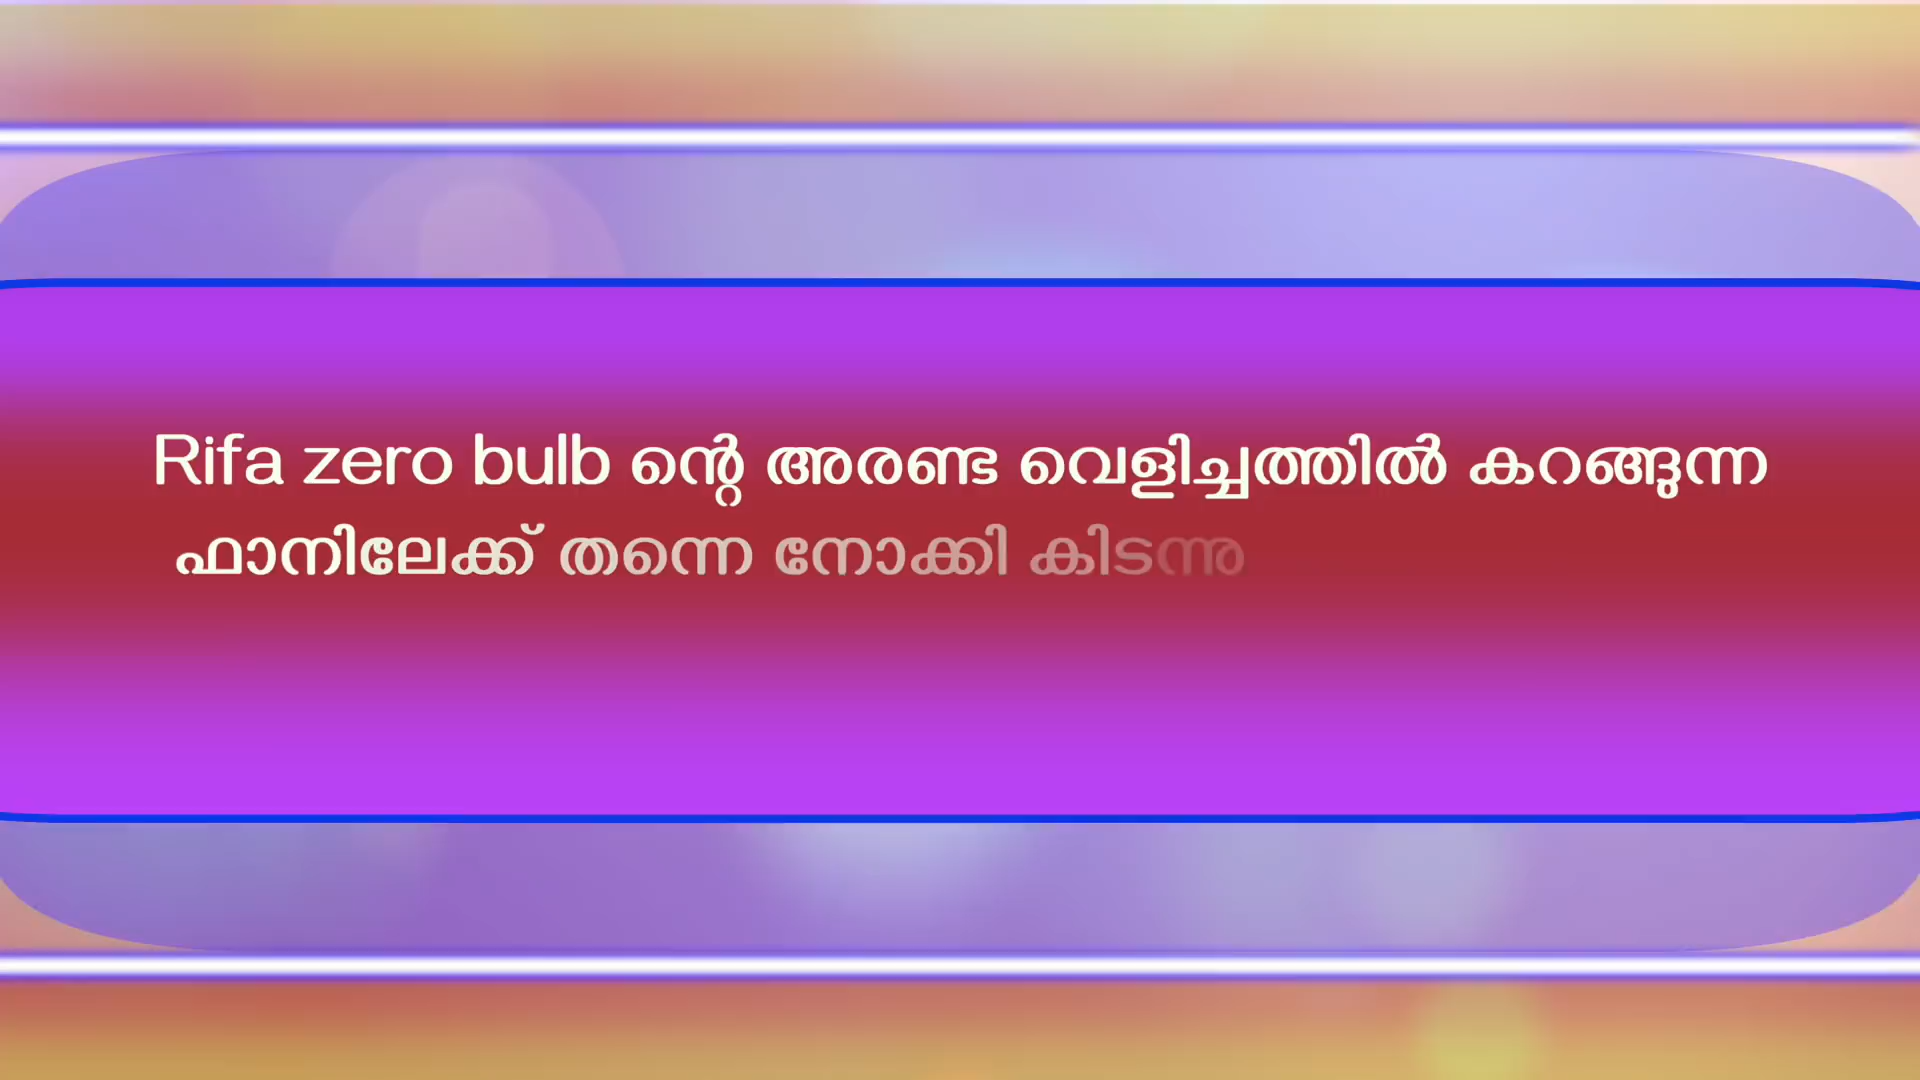 Rifa zero bulb ന്റെ അരണ്ട വെളിച്ചത്തിൽ കറങ്ങുന്ന
ഫാനിലേക്ക് തന്നെ നോക്കി കിടന്നു